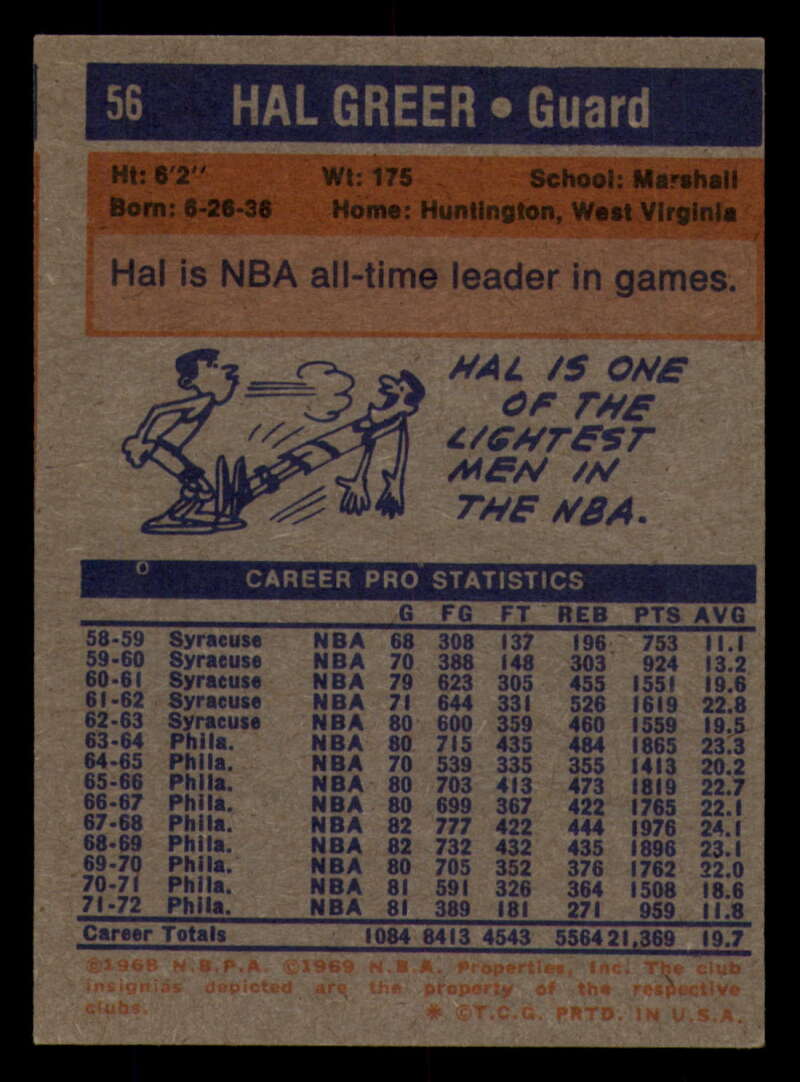 56 HAL GREER • Guard
Ht: 6'2" Wt: 175 School: Marshall
Born: 6-26-36 Home: Huntington, West Virginia
Hal is NBA all-time leader in games.
HAL IS ONE
OF THE
LIGHTEST
MEN IN
THE NBA.
CAREER PRO STATISTICS
G FG FT REB PTS AVG
58-59 Syracuse NBA 68 308 137 196 753 11.1
59-60 Syracuse NBA 70 388 148 303 924 13.2
60-61 Syracuse NBA 79 623 305 455 1551 19.6
61-62 Syracuse NBA 71 644 331 526 1619 22.8
62-63 Syracuse NBA 80 600 359 460 1559 19.5
63-64 Phila. NBA 80 715 435 484 1865 23.3
64-65 Phila. NBA 70 539 335 355 1413 20.2
65-66 Phila. NBA 80 703 413 473 1819 22.7
66-67 Phila. NBA 80 699 367 422 1765 22.1
67-68 Phila. NBA 82 777 422 444 1976 24.1
68-69 Phila. NBA 82 732 432 435 1896 23.1
69-70 Phila. NBA 80 705 352 376 1762 22.0
70-71 Phila. NBA 81 591 326 364 1508 18.6
71-72 Phila. NBA 81 389 181 271 959 11.8
Career Totals 1084 8413 4543 5564 21,369 19.7
©1968 N.B.P.A. ©1969 N.B.A. Properties, Inc. The club
insignias depicted are the property of the respective
clubs. * ©T.C.G. PRTD. IN U.S.A.